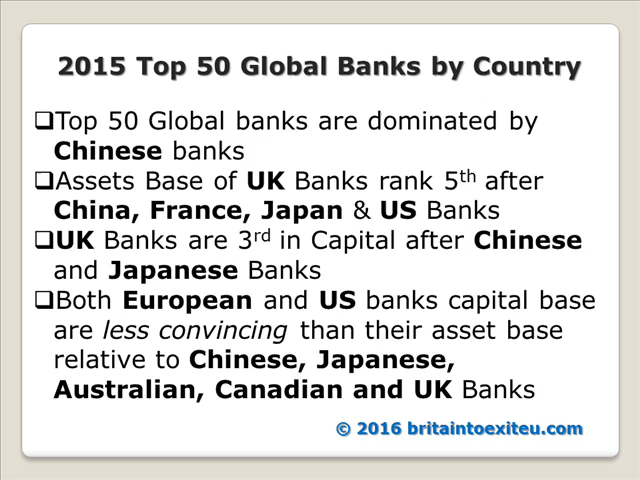 2015 Top 50 Global Banks by Country
❑Top 50 Global banks are dominated by
Chinese banks
❑Assets Base of UK Banks rank 5th after
China, France, Japan & US Banks
❑UK Banks are 3rd in Capital after Chinese
and Japanese Banks
❑Both European and US banks capital base
are less convincing than their asset base
relative to Chinese, Japanese,
Australian, Canadian and UK Banks
© 2016 britaintoexiteu.com